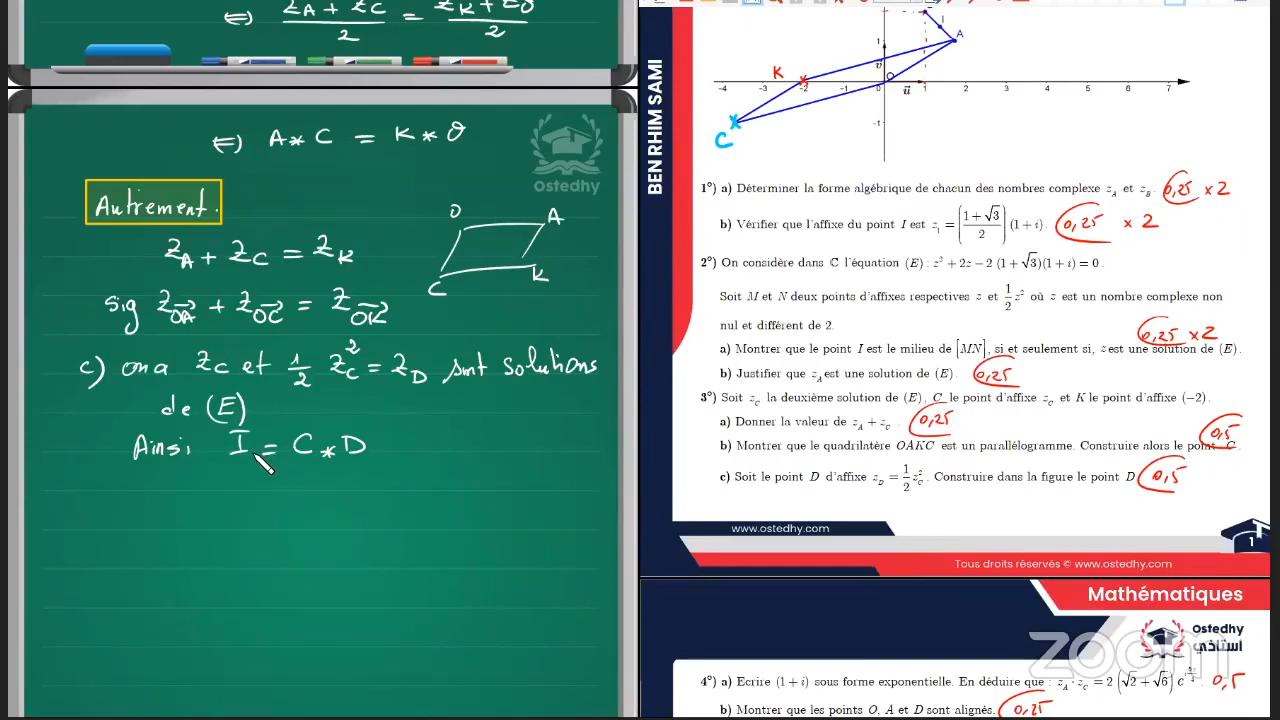 ⇔ (z_A + z_C)/2 = (z_K + z_O)/2
⇔ A * C = K * O
Ostedhy
Autrement.
z_A + z_C = z_K
O A
C K
sig z_OA→ + z_OC→ = z_OK→
c) on a z_C et 1/2 z_C² = z_D sont solutions
de (E)
Ainsi I = C * D
BEN RHIM SAMI
I
A
1
v→
K
C
-4 -3 -2 -1 0 1 2 3 4 5 6 7
u→
-1
1°) a) Déterminer la forme algébrique de chacun des nombres complexe z_A et z_B. 0,25 × 2
b) Vérifier que l'affixe du point I est z_I = ((1+√3)/2)(1+i). 0,25 × 2
2°) On considère dans ℂ l'équation (E) : z² + 2z − 2(1+√3)(1+i) = 0.
Soit M et N deux points d'affixes respectives z et 1/2 z² où z est un nombre complexe non
nul et différent de 2.
0,25 × 2
a) Montrer que le point I est le milieu de [MN], si et seulement si, z est une solution de (E).
b) Justifier que z_A est une solution de (E). 0,25
3°) Soit z_C la deuxième solution de (E), C le point d'affixe z_C et K le point d'affixe (−2).
a) Donner la valeur de z_A + z_C. 0,25
b) Montrer que le quadrilatère OAKC est un parallélogramme. Construire alors le point C. 0,5
c) Soit le point D d'affixe z_D = 1/2 z_C². Construire dans la figure le point D 0,5
www.ostedhy.com
1
Tous droits réservés © www.ostedhy.com
Mathématiques
Ostedhy
أستاذي
zoom
4°) a) Ecrire (1+i) sous forme exponentielle. En déduire que : z_A · z_C = 2(√2 + √6) e 0,5
b) Montrer que les points O, A et D sont alignés. 0,25